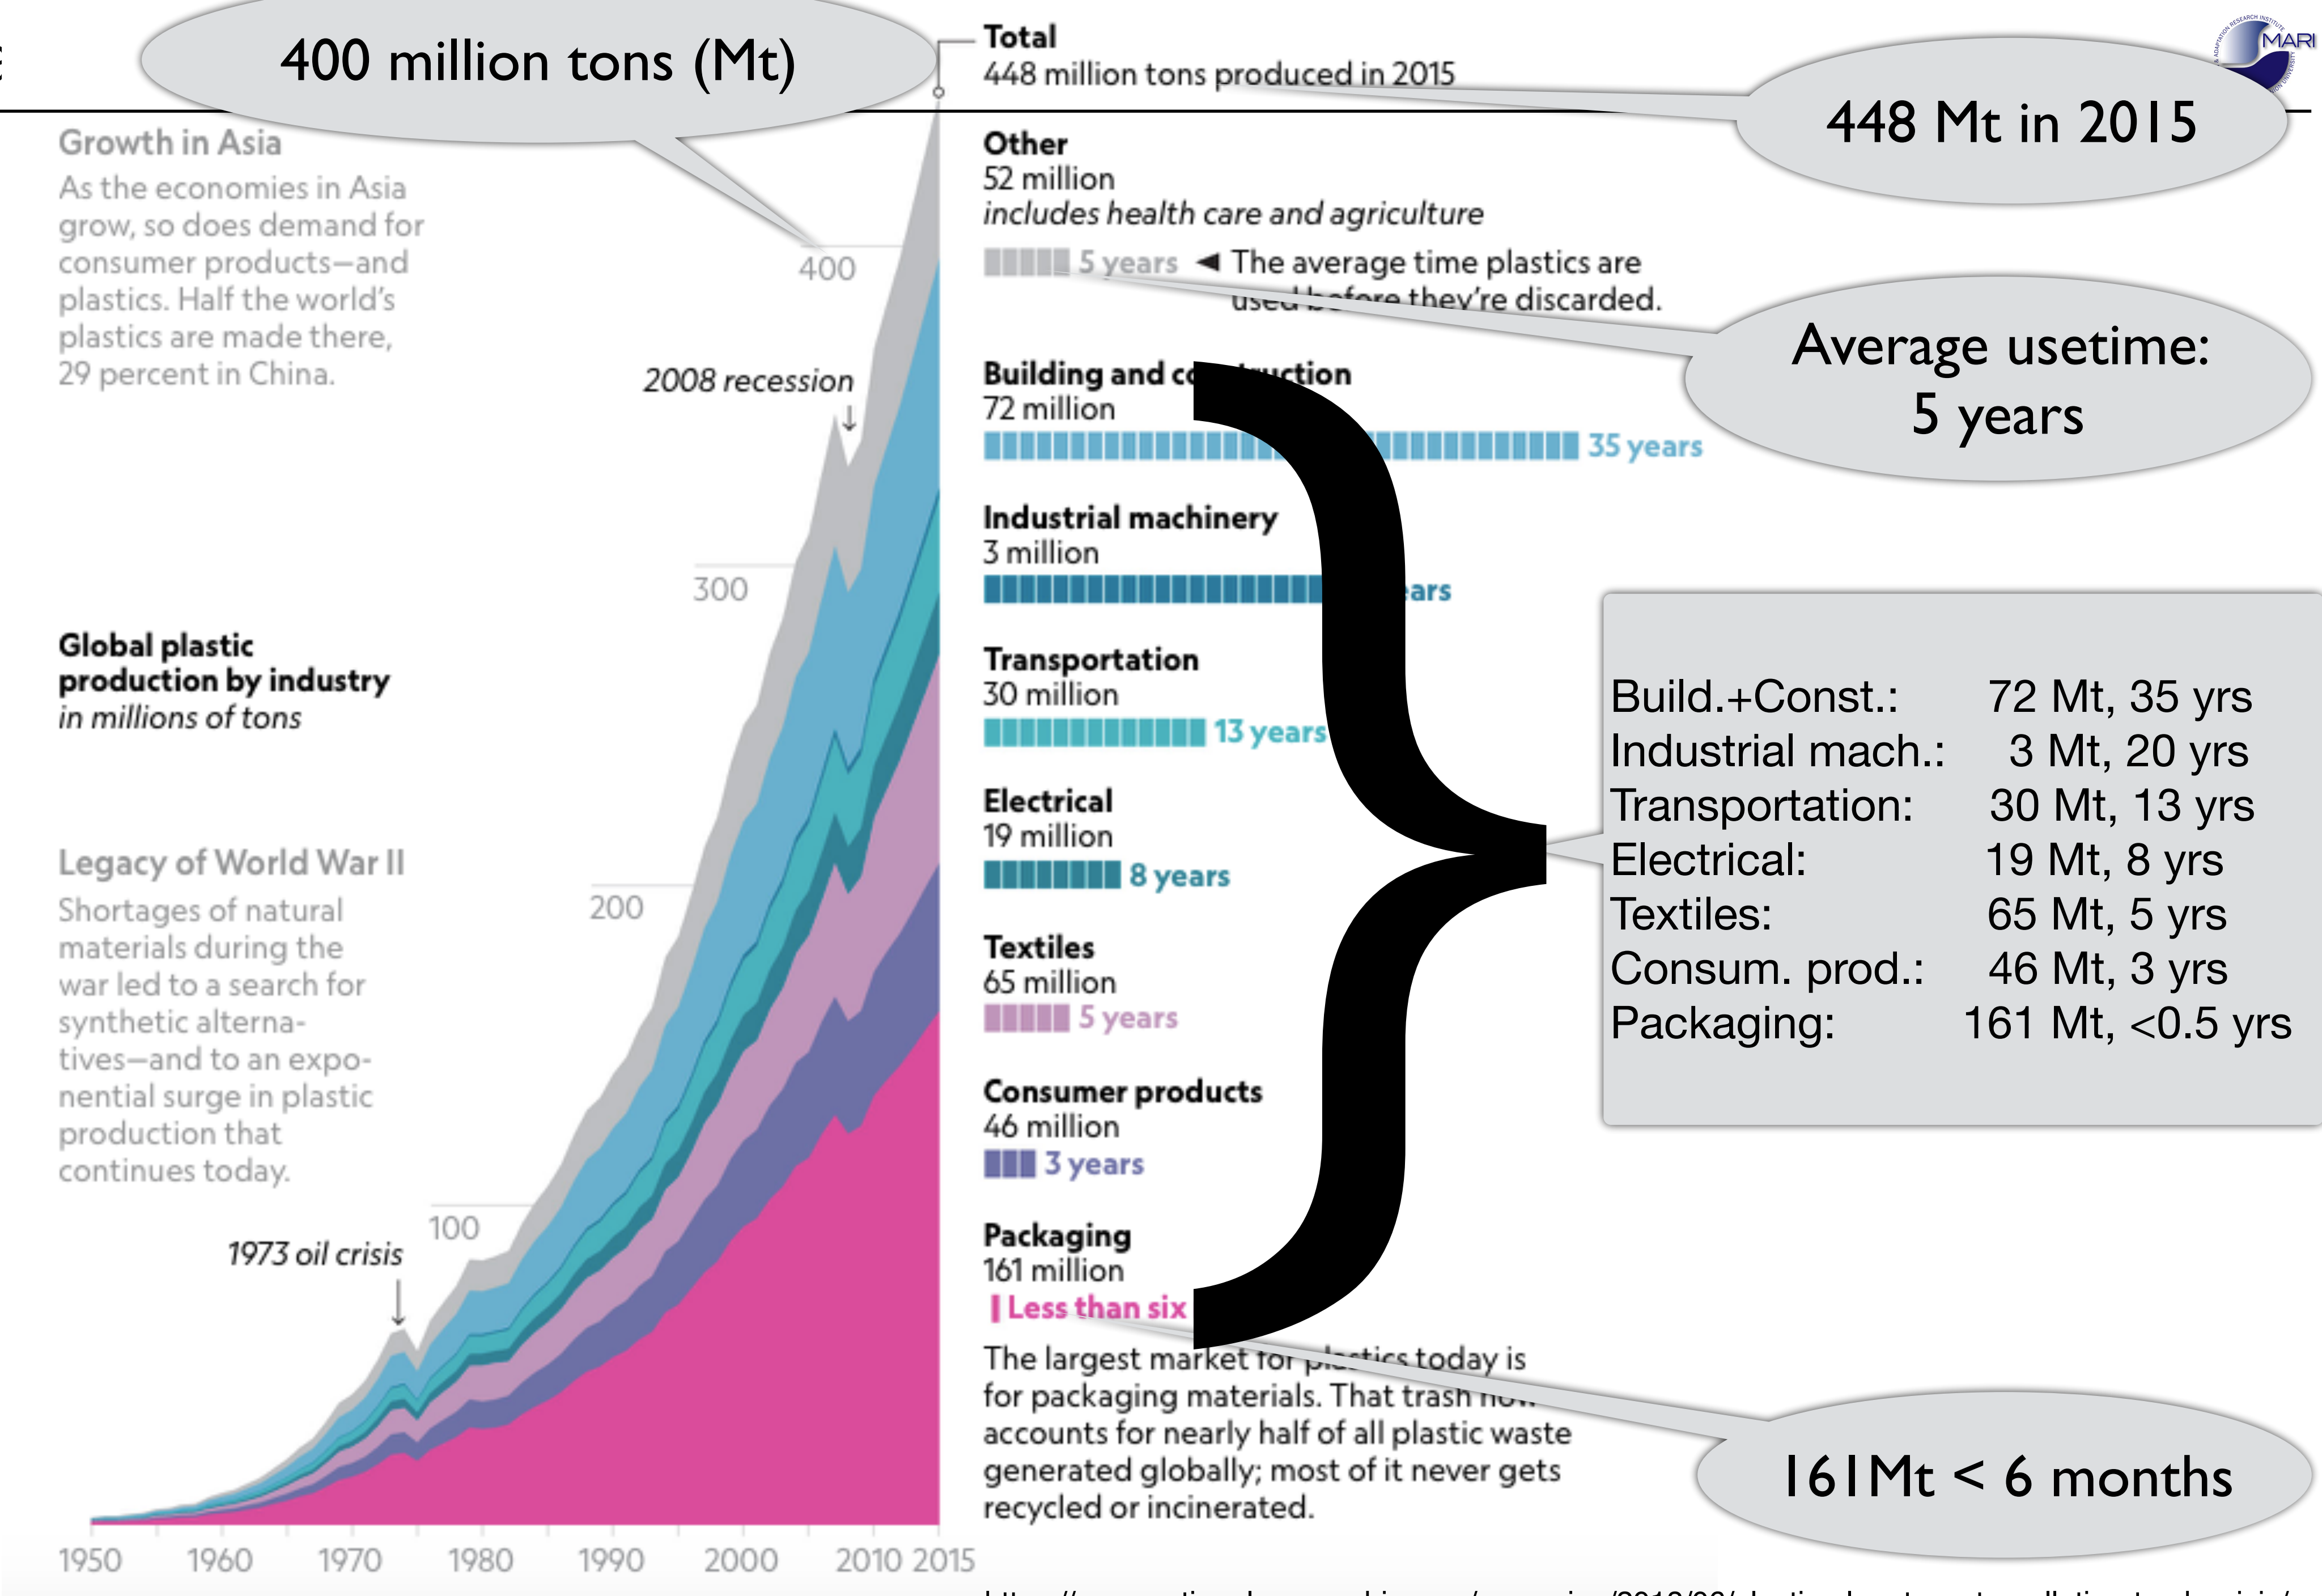 400 million tons (Mt)
Total
448 million tons produced in 2015
MARI
448 Mt in 2015
Growth in Asia
As the economies in Asia
grow, so does demand for
consumer products—and
plastics. Half the world's
plastics are made there,
29 percent in China.
Other
52 million
includes health care and agriculture
5 years ◄ The average time plastics are
used before they're discarded.
Average usetime:
5 years
400
2008 recession
Building and construction
72 million
35 years
Industrial machinery
3 million
300
Global plastic
production by industry
in millions of tons
Transportation
30 million
13 years
Electrical
19 million
8 years
Build.+Const.: 72 Mt, 35 yrs
Industrial mach.: 3 Mt, 20 yrs
Transportation: 30 Mt, 13 yrs
Electrical: 19 Mt, 8 yrs
Textiles: 65 Mt, 5 yrs
Consum. prod.: 46 Mt, 3 yrs
Packaging: 161 Mt, <0.5 yrs
Legacy of World War II
Shortages of natural
materials during the
war led to a search for
synthetic alterna-
tives—and to an expo-
nential surge in plastic
production that
continues today.
200
Textiles
65 million
5 years
Consumer products
46 million
3 years
100
1973 oil crisis
Packaging
161 million
Less than six
The largest market for plastics today is
for packaging materials. That trash now
accounts for nearly half of all plastic waste
generated globally; most of it never gets
recycled or incinerated.
161Mt < 6 months
1950 1960 1970 1980 1990 2000 2010 2015